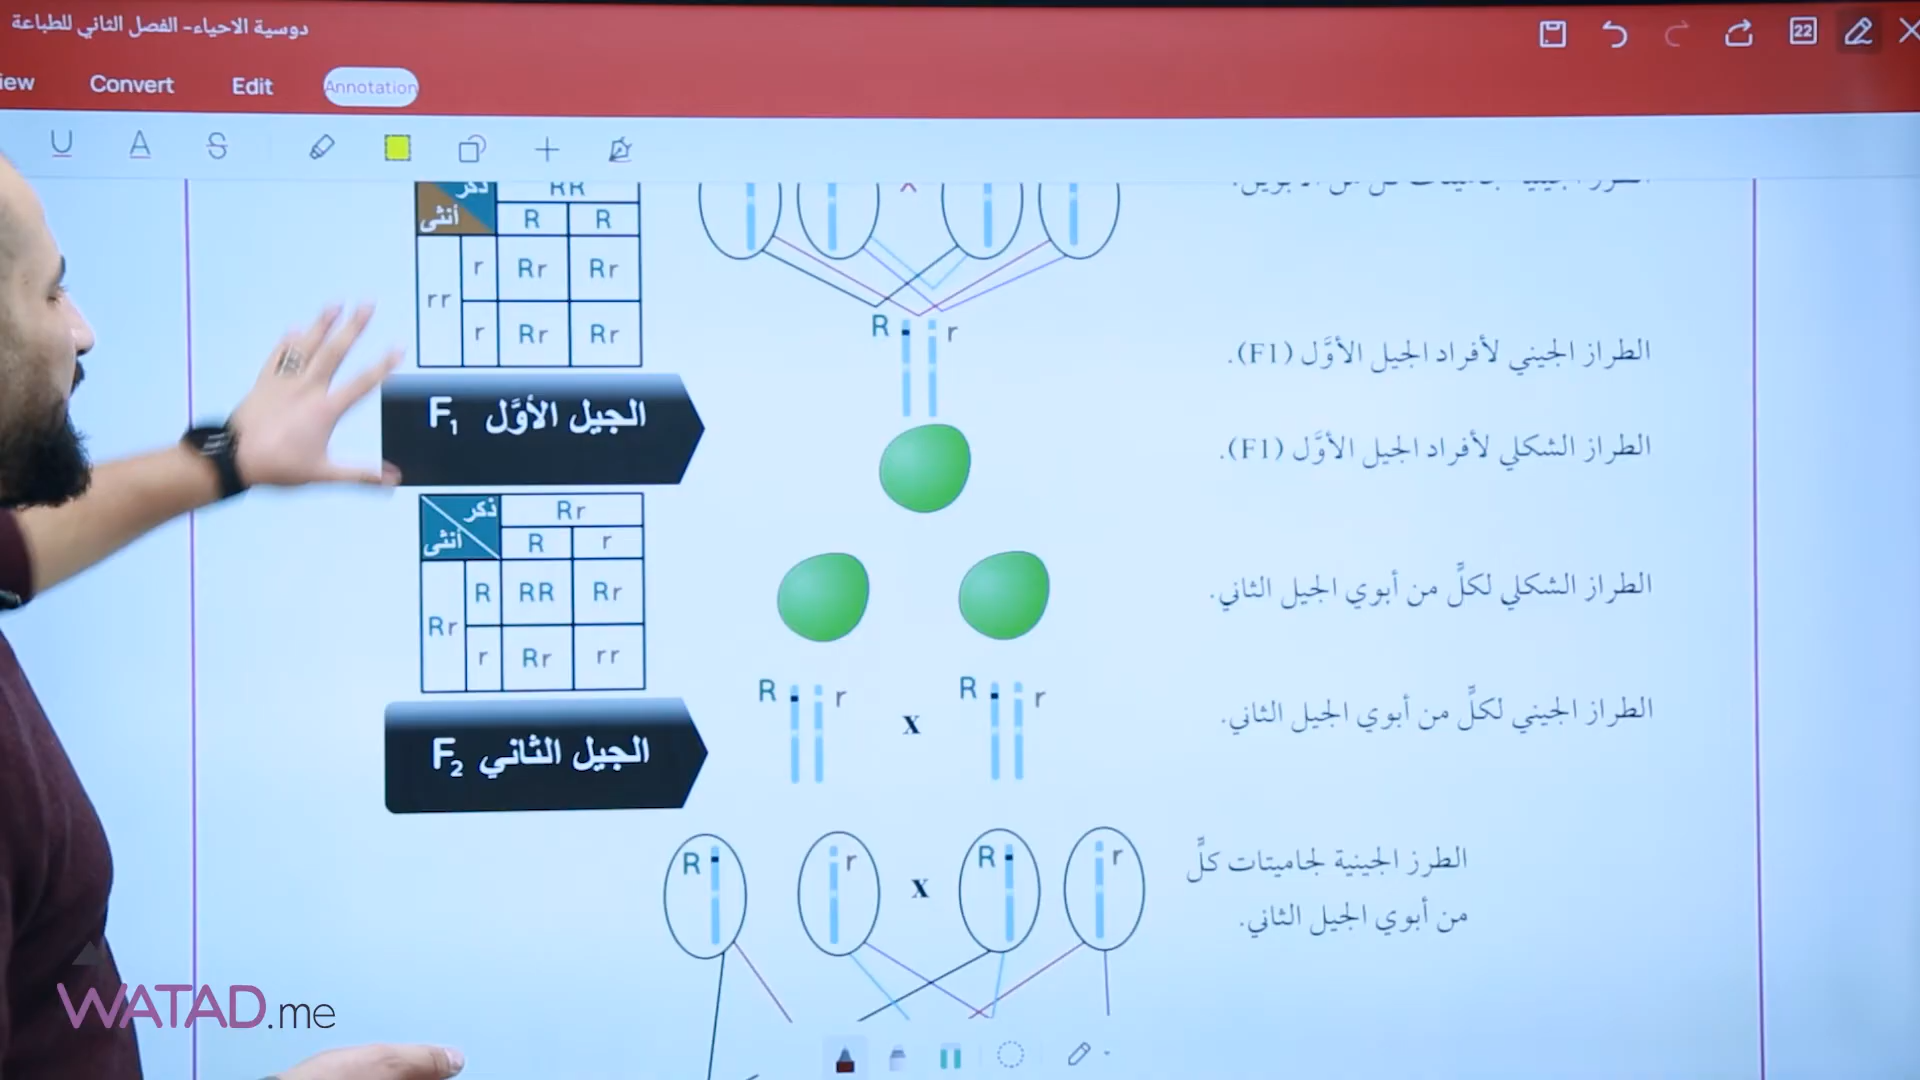 دوسية الاحياء- الفصل الثاني للطباعة
22
iew Convert Edit Annotation
U A S
ذكر RR
أنثى R R
rr r Rr Rr
r Rr Rr
R r
الطراز الجيني لأفراد الجيل الأوَّل (F1).
الجيل الأوَّل F1
الطراز الشكلي لأفراد الجيل الأوَّل (F1).
ذكر Rr
أنثى R r
Rr R RR Rr
r Rr rr
الطراز الشكلي لكلٍّ من أبوي الجيل الثاني.
R r x R r
الطراز الجيني لكلٍّ من أبوي الجيل الثاني.
الجيل الثاني F2
R r x R r
الطرز الجينية لجاميتات كلٍّ
من أبوي الجيل الثاني.
WATAD.me